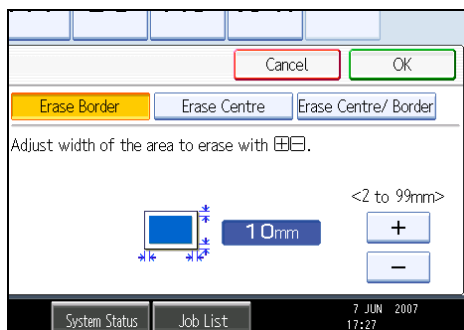 Cancel OK
Erase Border Erase Centre Erase Centre/ Border
Adjust width of the area to erase with ⊞⊟.
<2 to 99mm>
10mm +
−
System Status Job List 7 JUN 2007
17:27